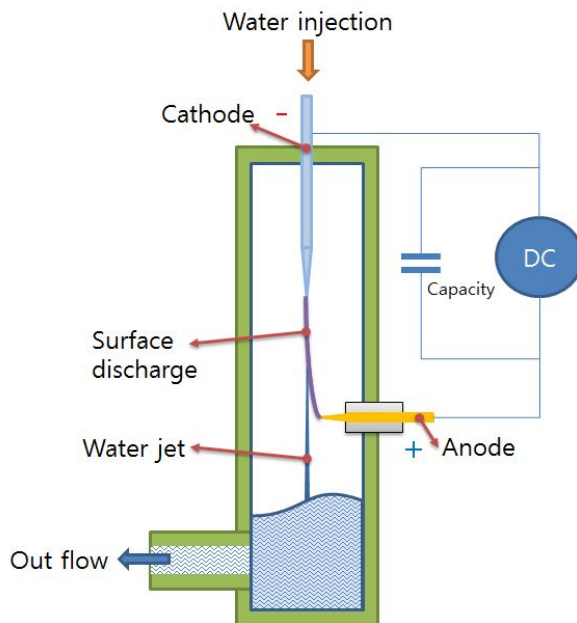 Water injection
Cathode
-
DC
Capacity
Surface
discharge
Water jet
+
Anode
Out flow